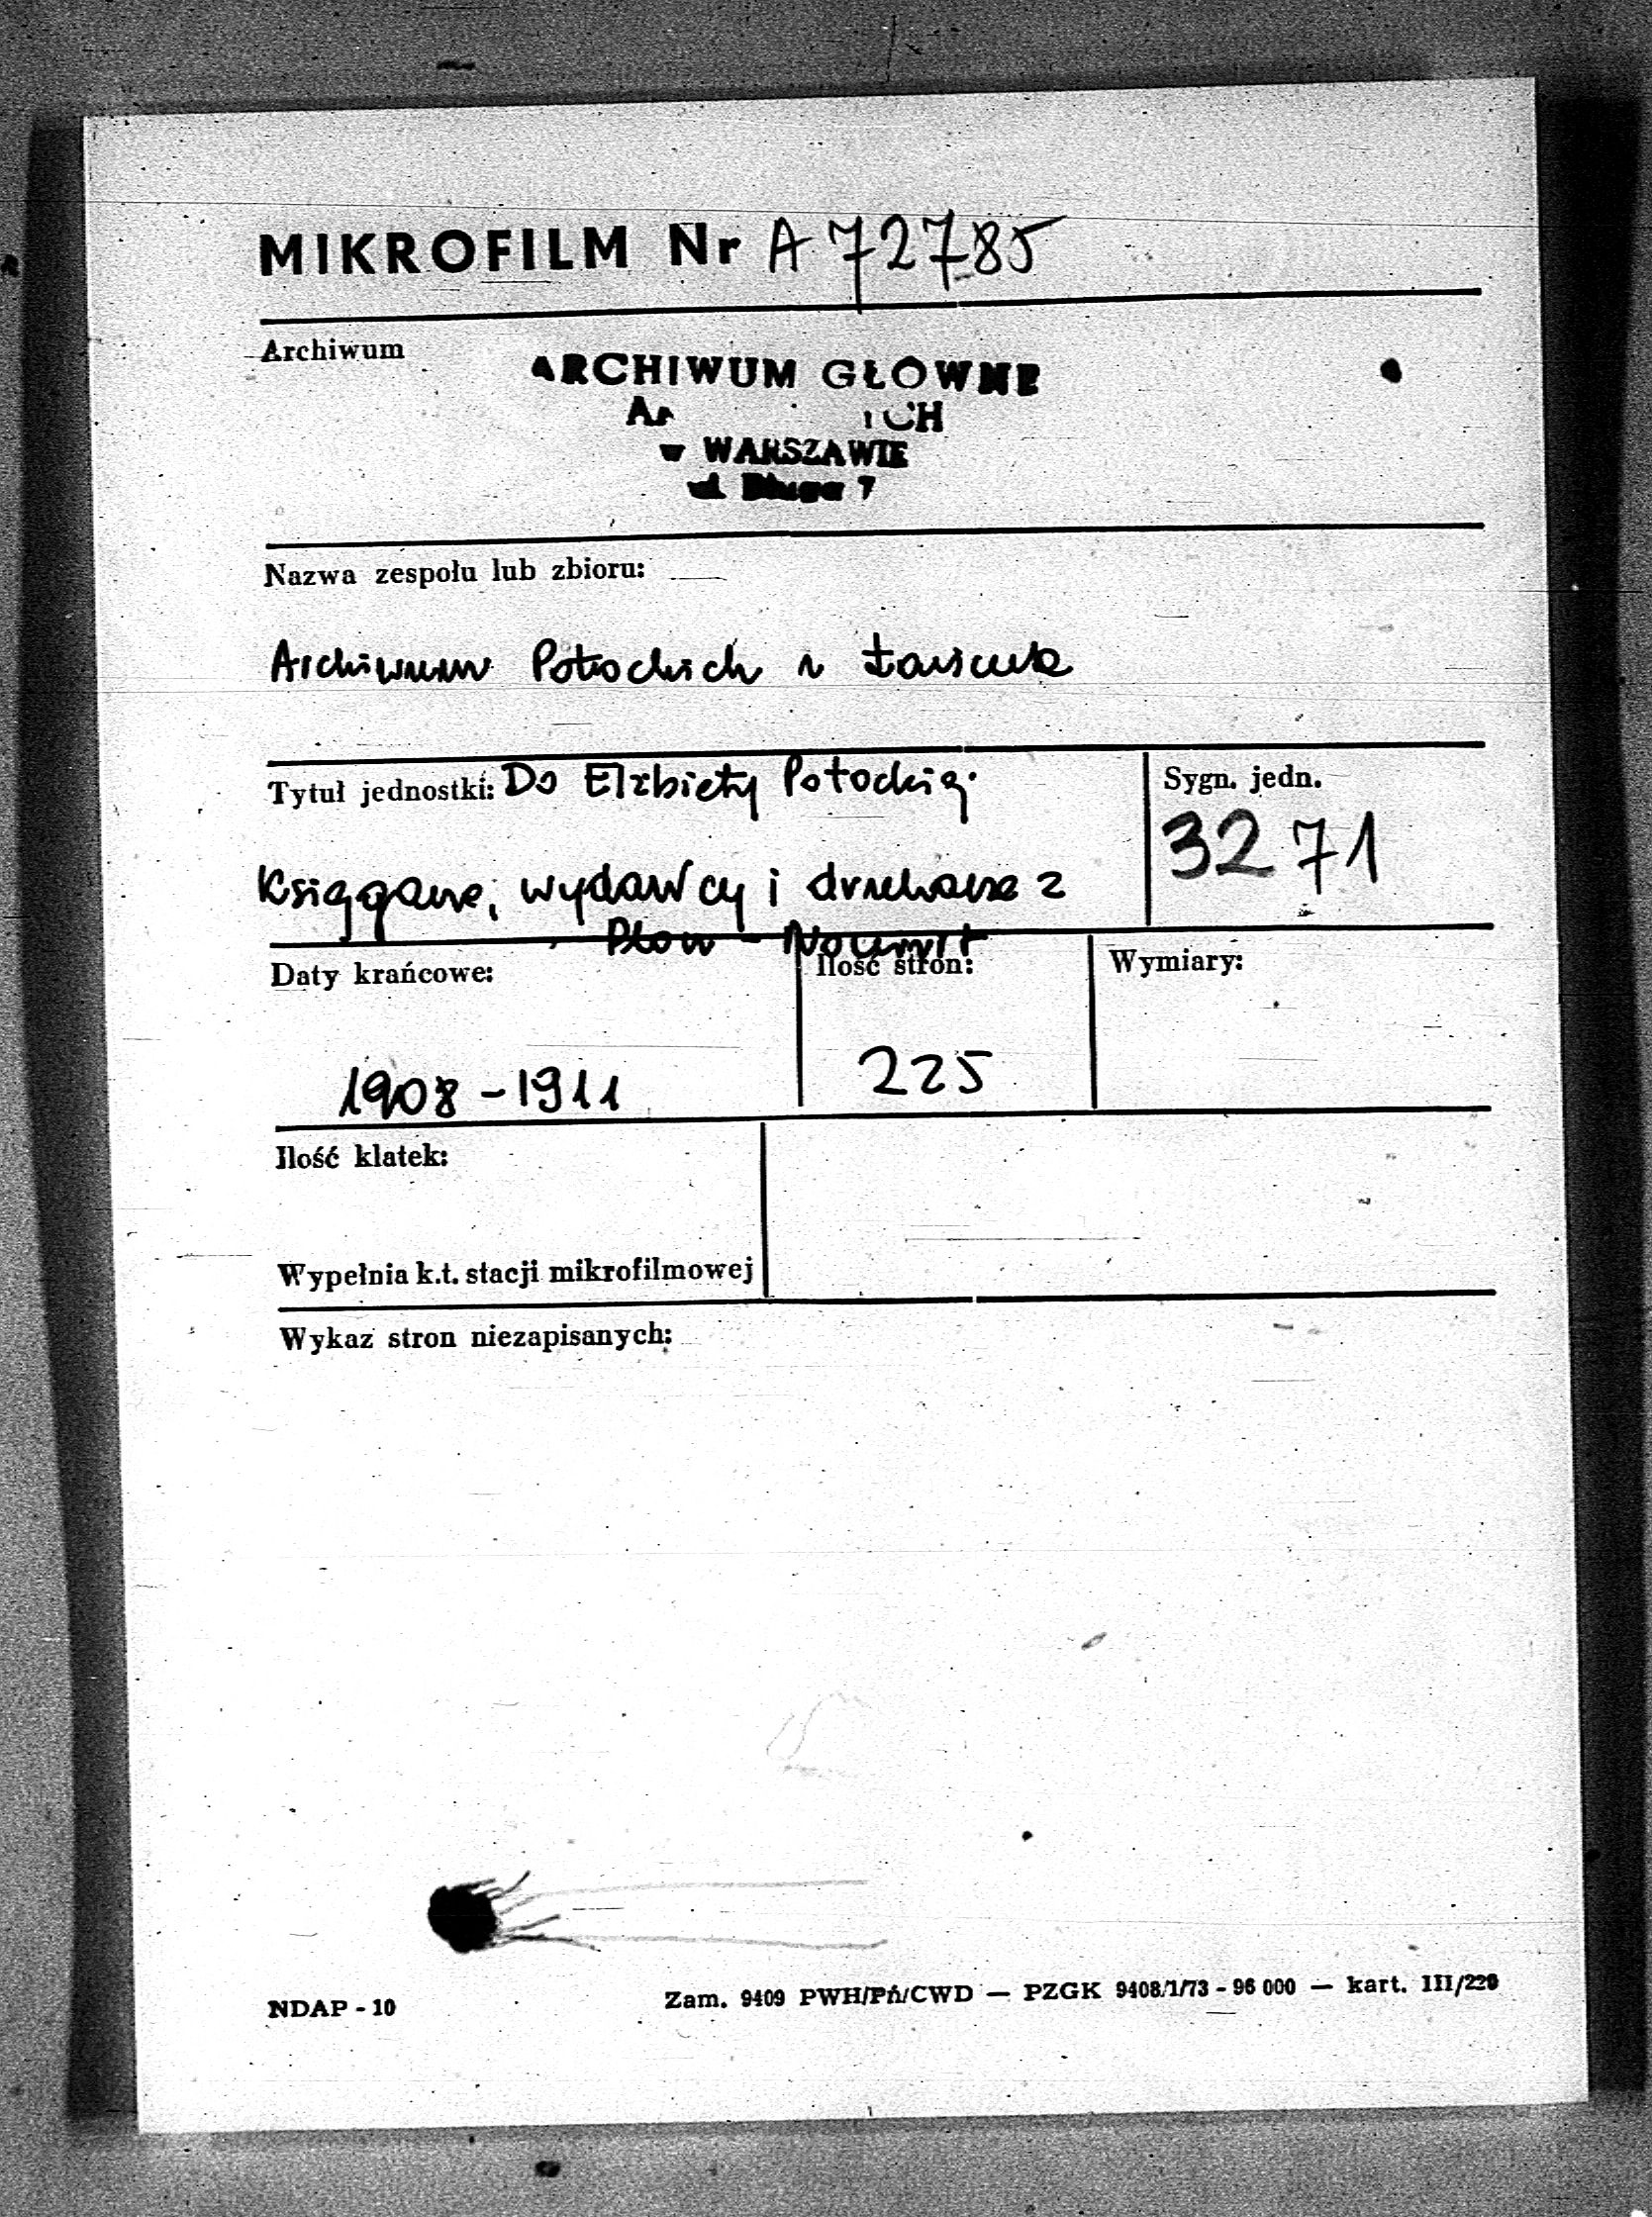 MIKROFILM Nr A 72785
Archiwum
ARCHIWUM GŁÓWNE
w WARSZAWIE
ul. Długa 7
Nazwa zespołu lub zbioru:
Archiwum Potockich z Łańcuta
Tytuł jednostki: Do Elżbiety Potockiej.
Sygn. jedn.
3271
Księgarze, wydawcy i drukarze z
Daty krańcowe:
Ilość stron:
Wymiary:
1908 - 1911
225
Ilość klatek:
Wypełnia k.t. stacji mikrofilmowej
Wykaz stron niezapisanych:
NDAP - 10
Zam. 9409 PWH/Pń/CWD — PZGK 9408/1/73 - 96 000 — kart. III/220